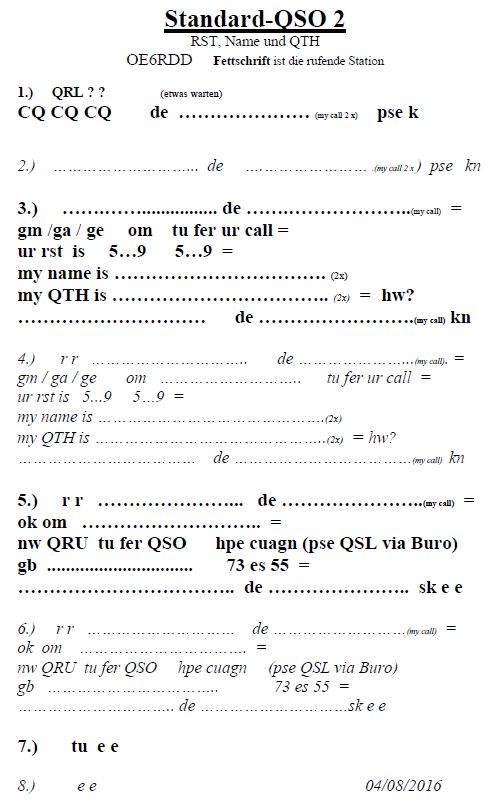 Standard-QSO 2
RST, Name und QTH
OE6RDD Fettschrift ist die rufende Station
1.) QRL ? ? (etwas warten)
CQ CQ CQ de ………………… (my call 2 x) pse k
2.) ……………………... de ….………………… .(my call 2 x ) pse kn
3.) …….……................. de ……………………..(my call) =
gm /ga / ge om tu fer ur call =
ur rst is 5…9 5…9 =
my name is ……………………………. (2x)
my QTH is …………………………….. (2x) = hw?
………………………… de …………………….(my call) kn
4.) r r ……………………….. de …………………..(my call). =
gm / ga / ge om …………………….. tu fer ur call =
ur rst is 5...9 5…9 =
my name is …………………………………….(2x)
my QTH is ……………………………………..(2x) = hw?
…………………………… de ……………………………(my call) kn
5.) r r …………………... de …………………..(my call) =
ok om ……………………….. =
nw QRU tu fer QSO hpe cuagn (pse QSL via Buro)
gb ............................... 73 es 55 =
…………………………….. de ………………….. sk e e
6.) r r ………………………. de …………………….(my call) =
ok om …………………………. =
nw QRU tu fer QSO hpe cuagn (pse QSL via Buro)
gb ………………………….. 73 es 55 =
……………………….. de ……………………….sk e e
7.) tu e e
8.) e e 04/08/2016